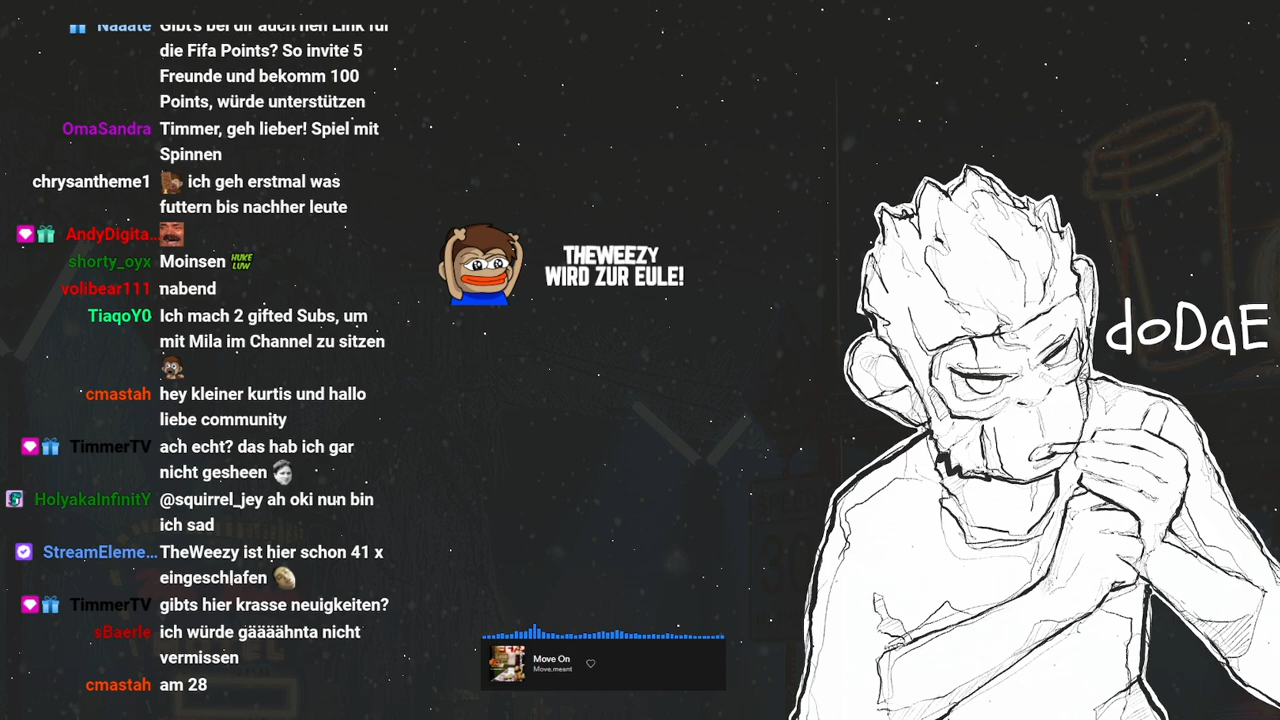 Naaate Gibt's bei dir auch nen Link für
die Fifa Points? So invite 5
Freunde und bekomm 100
Points, würde unterstützen
OmaSandra Timmer, geh lieber! Spiel mit
Spinnen
chrysantheme1 ich geh erstmal was
futtern bis nachher leute
AndyDigita...
shorty_oyx Moinsen HUKE
LUW
volibear111 nabend
TiaqoY0 Ich mach 2 gifted Subs, um
mit Mila im Channel zu sitzen
cmastah hey kleiner kurtis und hallo
liebe community
TimmerTV ach echt? das hab ich gar
nicht gesheen
HolyakaInfinitY @squirrel_jey ah oki nun bin
ich sad
StreamEleme... TheWeezy ist hier schon 41 x
eingeschlafen
TimmerTV gibts hier krasse neuigkeiten?
sBaerle ich würde gäääähnta nicht
vermissen
cmastah am 28
THEWEEZY
WIRD ZUR EULE!
Move On
Move.meant
doDaE